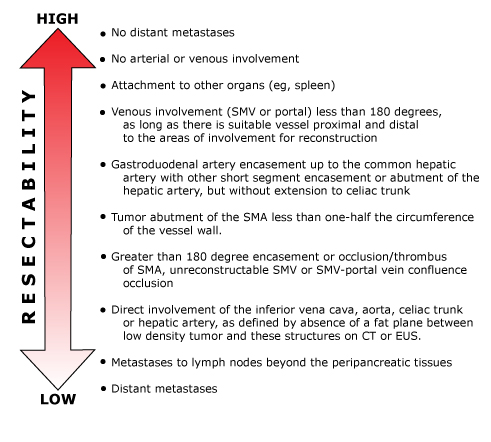 HIGH
• No distant metastases
• No arterial or venous involvement
• Attachment to other organs (eg, spleen)
• Venous involvement (SMV or portal) less than 180 degrees,
as long as there is suitable vessel proximal and distal
to the areas of involvement for reconstruction
• Gastroduodenal artery encasement up to the common hepatic
artery with other short segment encasement or abutment of the
hepatic artery, but without extension to celiac trunk
• Tumor abutment of the SMA less than one-half the circumference
of the vessel wall.
• Greater than 180 degree encasement or occlusion/thrombus
of SMA, unreconstructable SMV or SMV-portal vein confluence
occlusion
• Direct involvement of the inferior vena cava, aorta, celiac trunk
or hepatic artery, as defined by absence of a fat plane between
low density tumor and these structures on CT or EUS.
• Metastases to lymph nodes beyond the peripancreatic tissues
• Distant metastases
LOW
RESECTABILITY